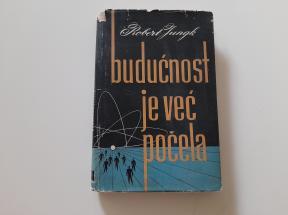 Robert Jungk
budućnost
je već
počela